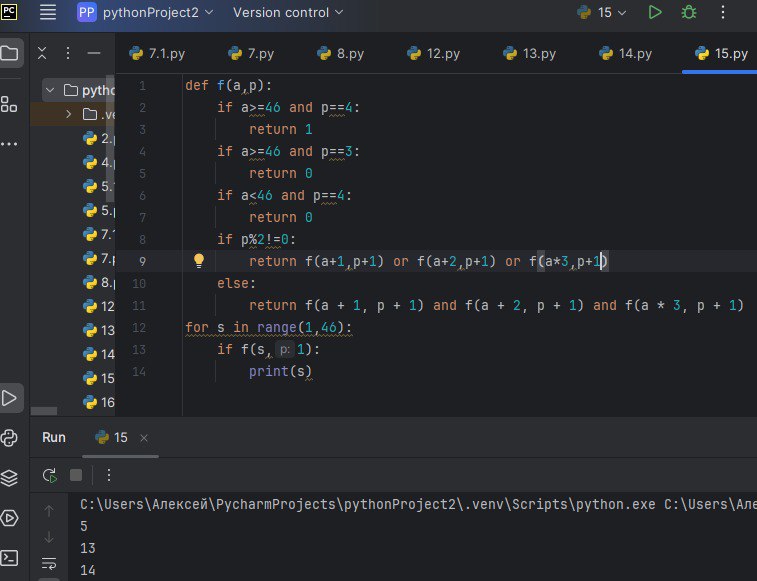 PC PP pythonProject2 Version control 15
7.1.py 7.py 8.py 12.py 13.py 14.py 15.py
pytho
.ve
2.
4.
5.
5.
7.1
7.
8.
12
13
14
15
16
1 def f(a,p):
2 if a>=46 and p==4:
3 return 1
4 if a>=46 and p==3:
5 return 0
6 if a<46 and p==4:
7 return 0
8 if p%2!=0:
9 return f(a+1,p+1) or f(a+2,p+1) or f(a*3,p+1)
10 else:
11 return f(a + 1, p + 1) and f(a + 2, p + 1) and f(a * 3, p + 1)
12 for s in range(1,46):
13 if f(s, p: 1):
14 print(s)
Run 15
C:\Users\Алексей\PycharmProjects\pythonProject2\.venv\Scripts\python.exe C:\Users\Але
5
13
14